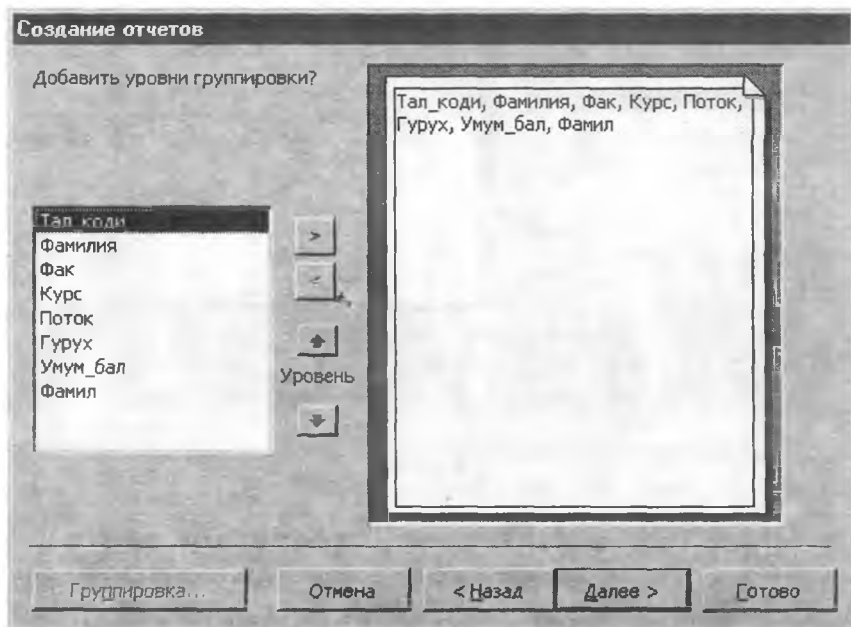 Создание отчетов
Добавить уровни группировки?
Тал_коди, Фамилия, Фак, Курс, Поток,
Гурух, Умум_бал, Фамил
Тал_коди
Фамилия
Фак
Курс
Поток
Гурух
Умум_бал
Фамил
>
<
Уровень
Группировка...
Отмена
< Назад
Далее >
Готово